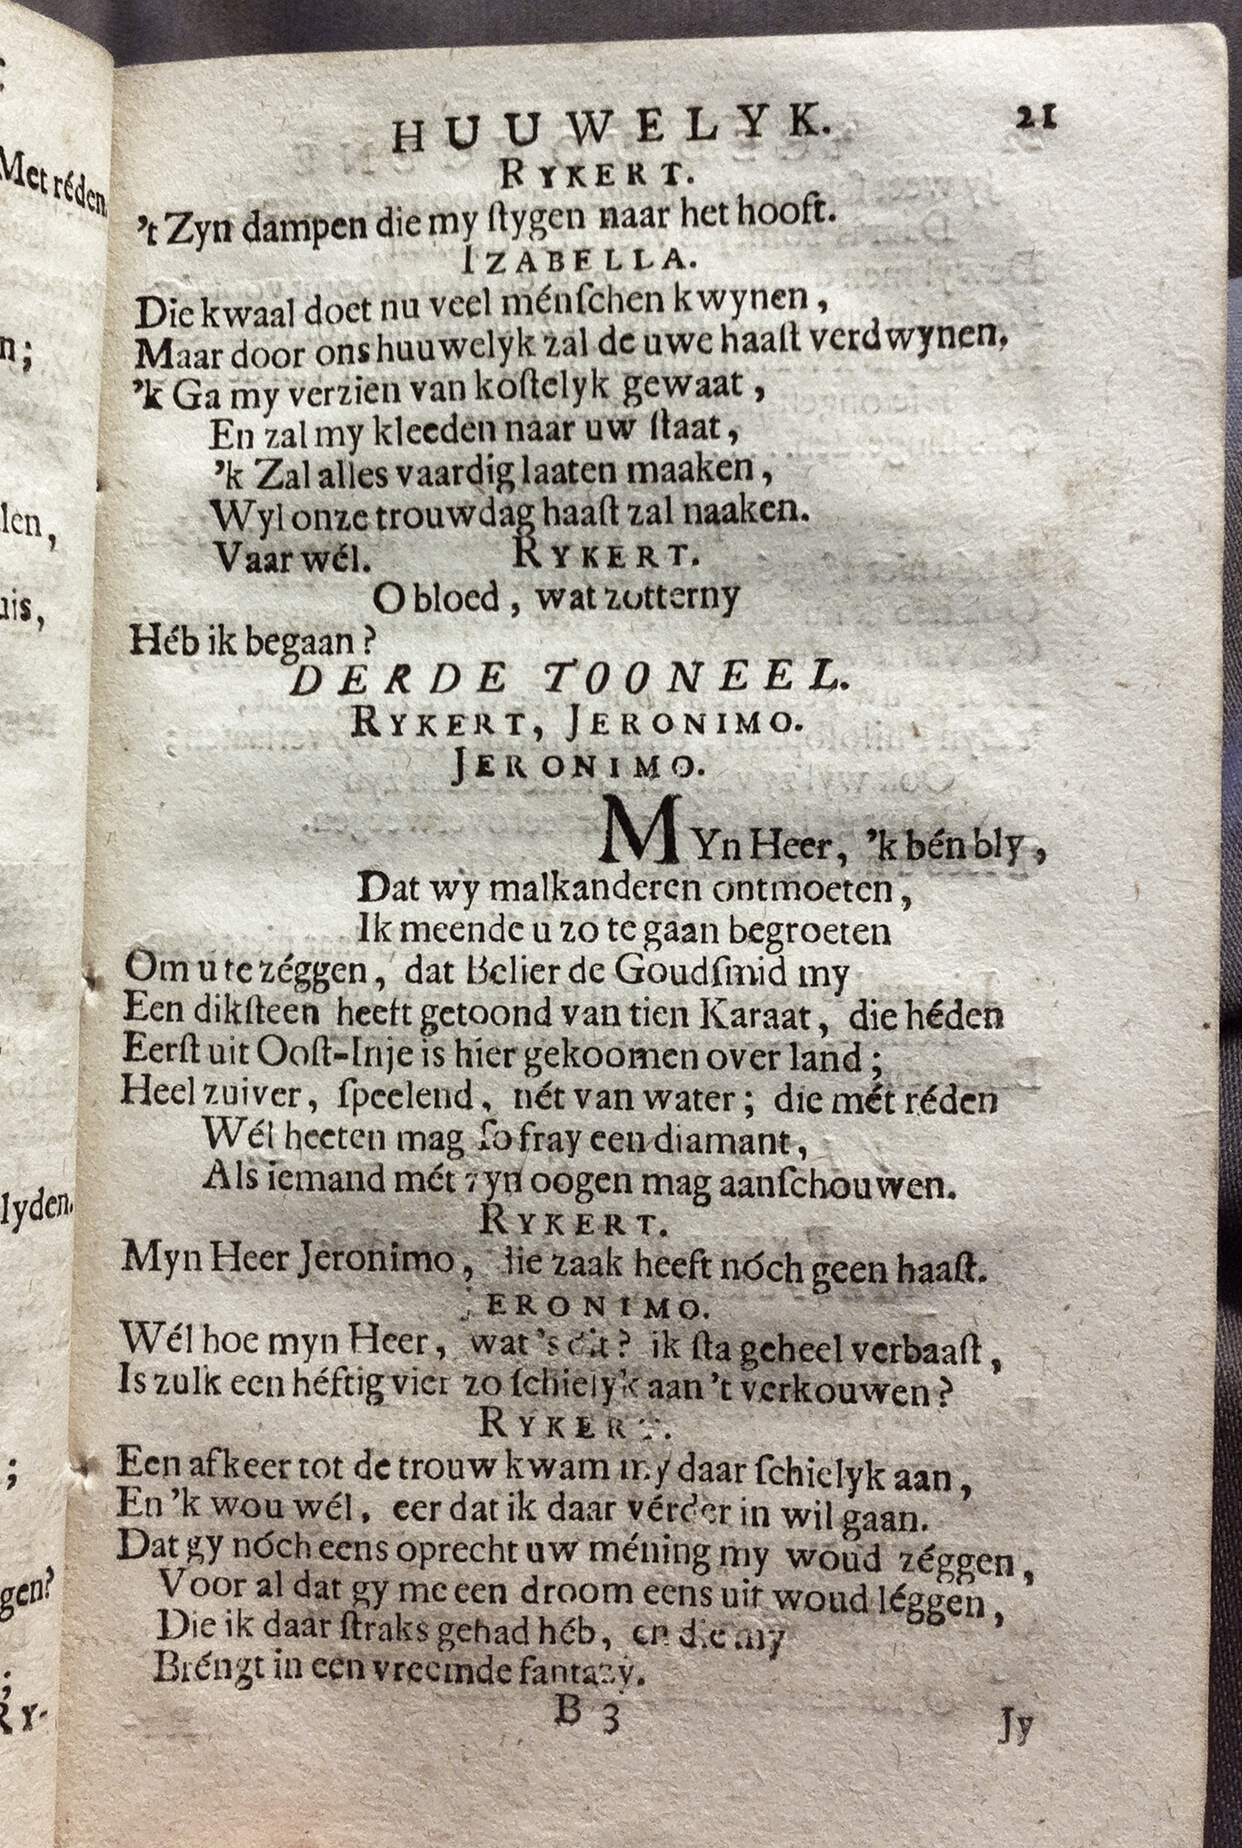 HUUWELYK. 21
RYKERT.
't Zyn dampen die my ſtygen naar het hooft.
IZABELLA.
Die kwaal doet nu veel ménſchen kwynen,
Maar door ons huuwelyk zal de uwe haaſt verdwynen,
'k Ga my verzien van koſtelyk gewaat,
En zal my kleeden naar uw ſtaat,
'k Zal alles vaardig laaten maaken,
Wyl onze trouwdag haaſt zal naaken.
Vaar wél. RYKERT.
O bloed, wat zotterny
Héb ik begaan?
DERDE TOONEEL.
RYKERT, JERONIMO.
JERONIMO.
MYn Heer, 'k bén bly,
Dat wy malkanderen ontmoeten,
Ik meende u zo te gaan begroeten
Om u te zéggen, dat Belier de Goudſmid my
Een dikſteen heeft getoond van tien Karaat, die héden
Eerſt uit Ooſt-Inje is hier gekoomen over land;
Heel zuiver, ſpeelend, nét van water; die mét réden
Wél heeten mag ſo fray een diamant,
Als iemand mét zyn oogen mag aanſchouwen.
RYKERT.
Myn Heer Jeronimo, die zaak heeft nóch geen haaſt.
JERONIMO.
Wél hoe myn Heer, wat 's dit? ik ſta geheel verbaaſt,
Is zulk een héftig vier zo ſchielyk aan 't verkouwen?
RYKERT.
Een afkeer tot de trouw kwam my daar ſchielyk aan,
En 'k wou wél, eer dat ik daar vérder in wil gaan.
Dat gy nóch eens oprecht uw méning my woud zéggen,
Voor al dat gy me een droom eens uit woud léggen,
Die ik daar ſtraks gehad héb, en die my
Bréngt in een vreemde fantazy.
B 3 Jy
Met réden
n;
len,
uis,
lyden.
;
gen?
;
RY-